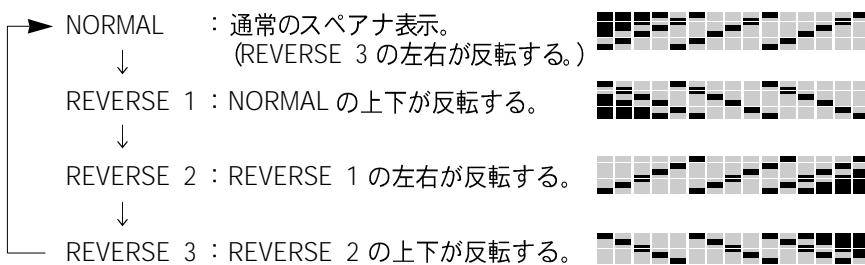 NORMAL : 通常のスペアナ表示。
(REVERSE 3 の左右が反転する。)
↓
REVERSE 1 : NORMAL の上下が反転する。
↓
REVERSE 2 : REVERSE 1 の左右が反転する。
↓
REVERSE 3 : REVERSE 2 の上下が反転する。